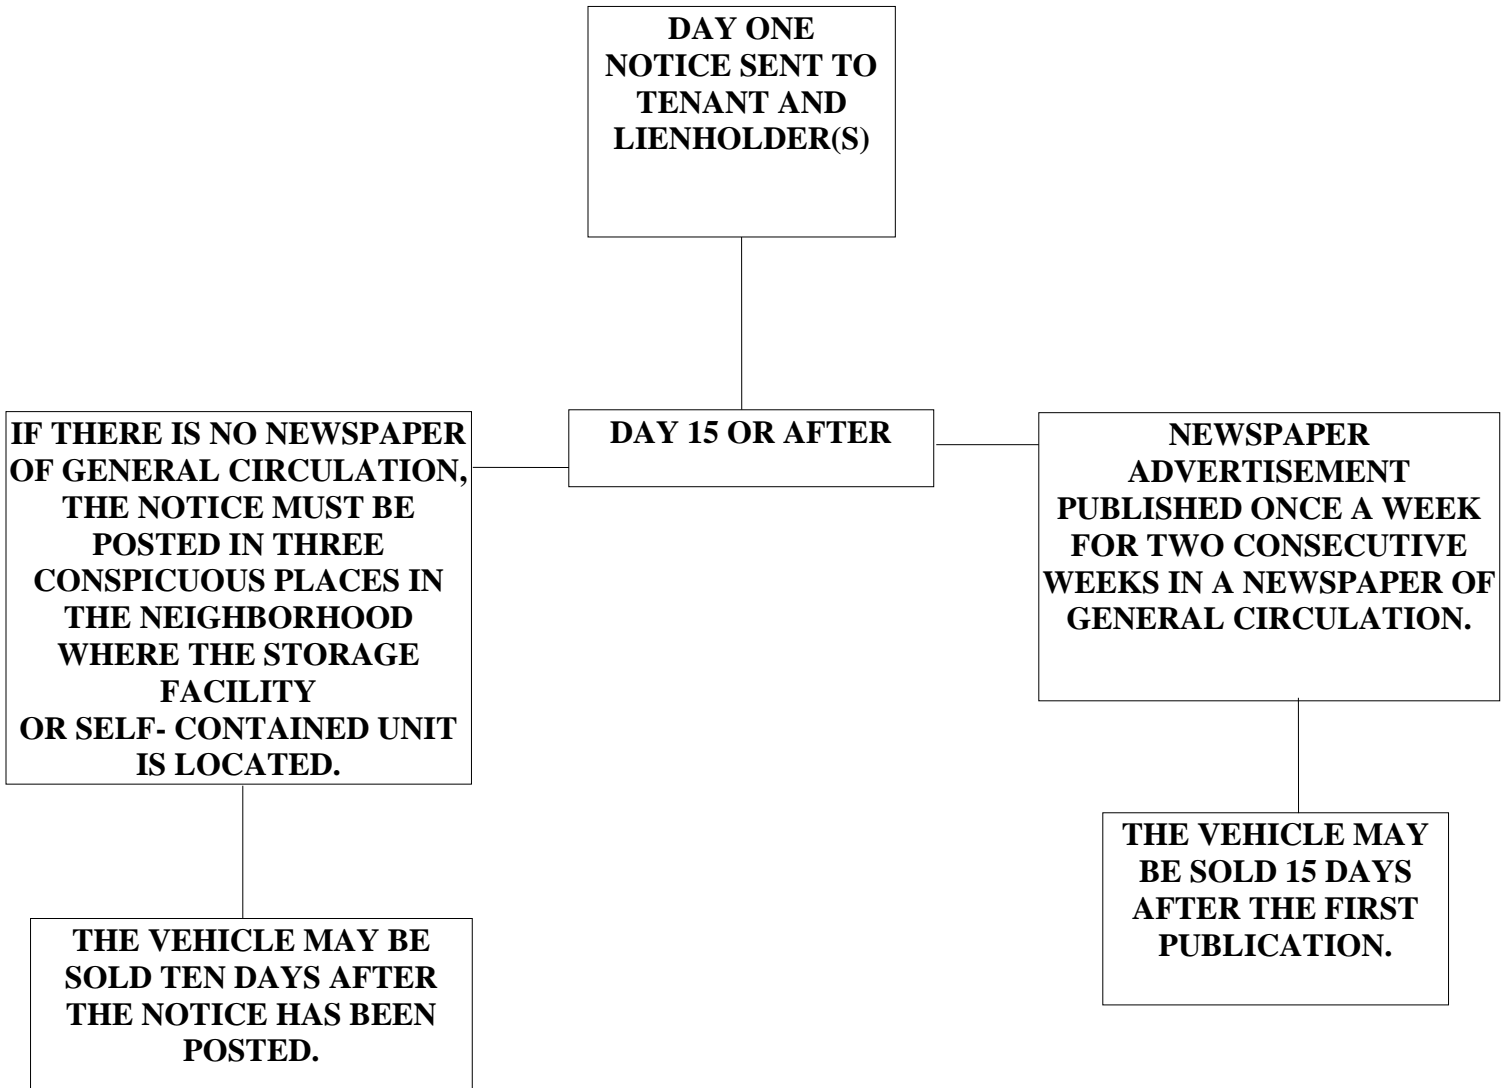 DAY ONE
NOTICE SENT TO
TENANT AND
LIENHOLDER(S)
DAY 15 OR AFTER
IF THERE IS NO NEWSPAPER
OF GENERAL CIRCULATION,
THE NOTICE MUST BE
POSTED IN THREE
CONSPICUOUS PLACES IN
THE NEIGHBORHOOD
WHERE THE STORAGE
FACILITY
OR SELF- CONTAINED UNIT
IS LOCATED.
NEWSPAPER
ADVERTISEMENT
PUBLISHED ONCE A WEEK
FOR TWO CONSECUTIVE
WEEKS IN A NEWSPAPER OF
GENERAL CIRCULATION.
THE VEHICLE MAY BE
SOLD TEN DAYS AFTER
THE NOTICE HAS BEEN
POSTED.
THE VEHICLE MAY
BE SOLD 15 DAYS
AFTER THE FIRST
PUBLICATION.